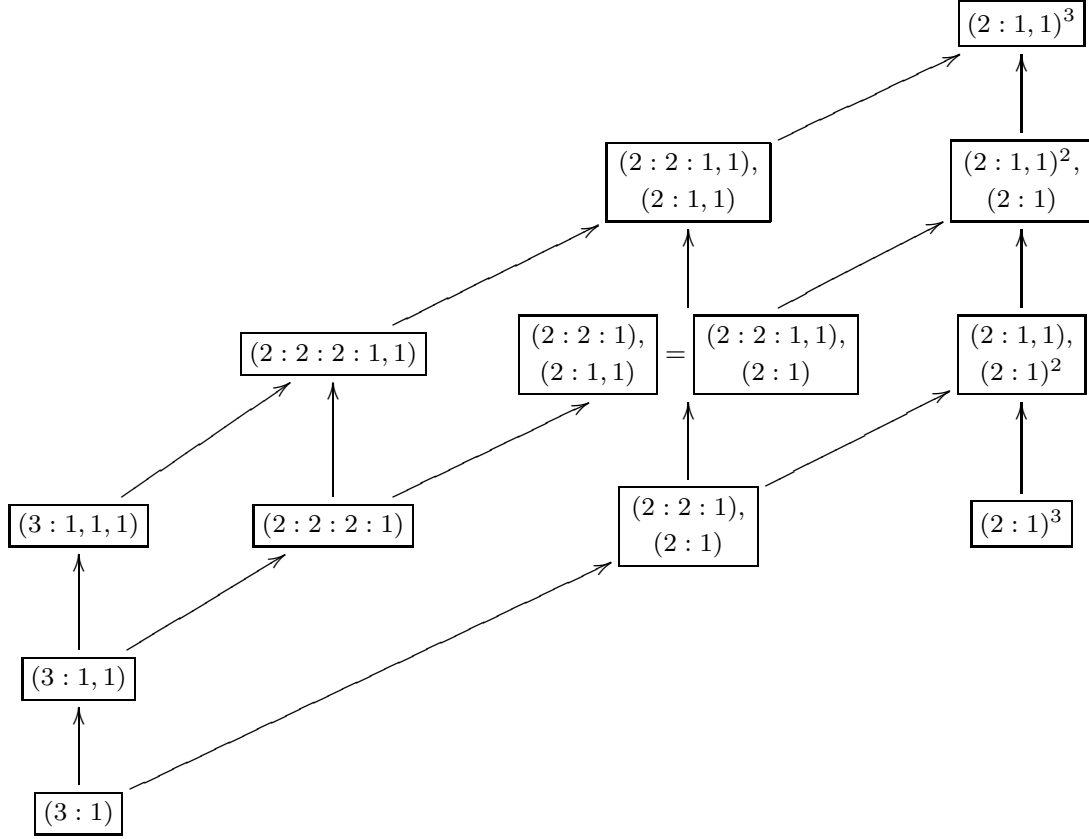 (2 : 1, 1)³
(2 : 2 : 1, 1),
(2 : 1, 1)
(2 : 1, 1)²,
(2 : 1)
(2 : 2 : 2 : 1, 1)
(2 : 2 : 1),
(2 : 1, 1)
=
(2 : 2 : 1, 1),
(2 : 1)
(2 : 1, 1),
(2 : 1)²
(3 : 1, 1, 1)
(2 : 2 : 2 : 1)
(2 : 2 : 1),
(2 : 1)
(2 : 1)³
(3 : 1, 1)
(3 : 1)